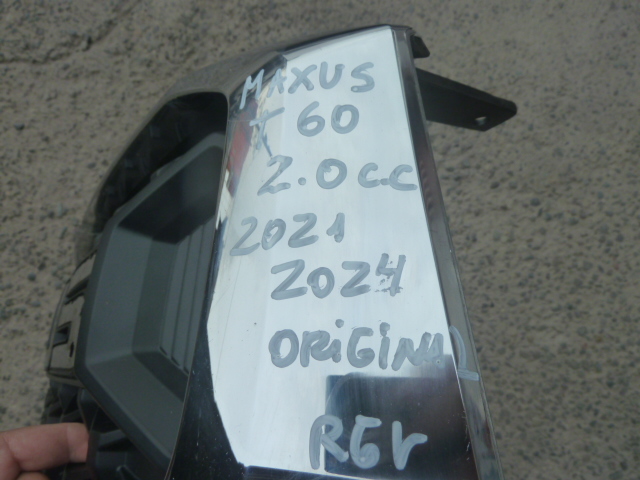 MAXUS
T 60
2.0 c.c
2021
2024
ORiGiNAL
RGV